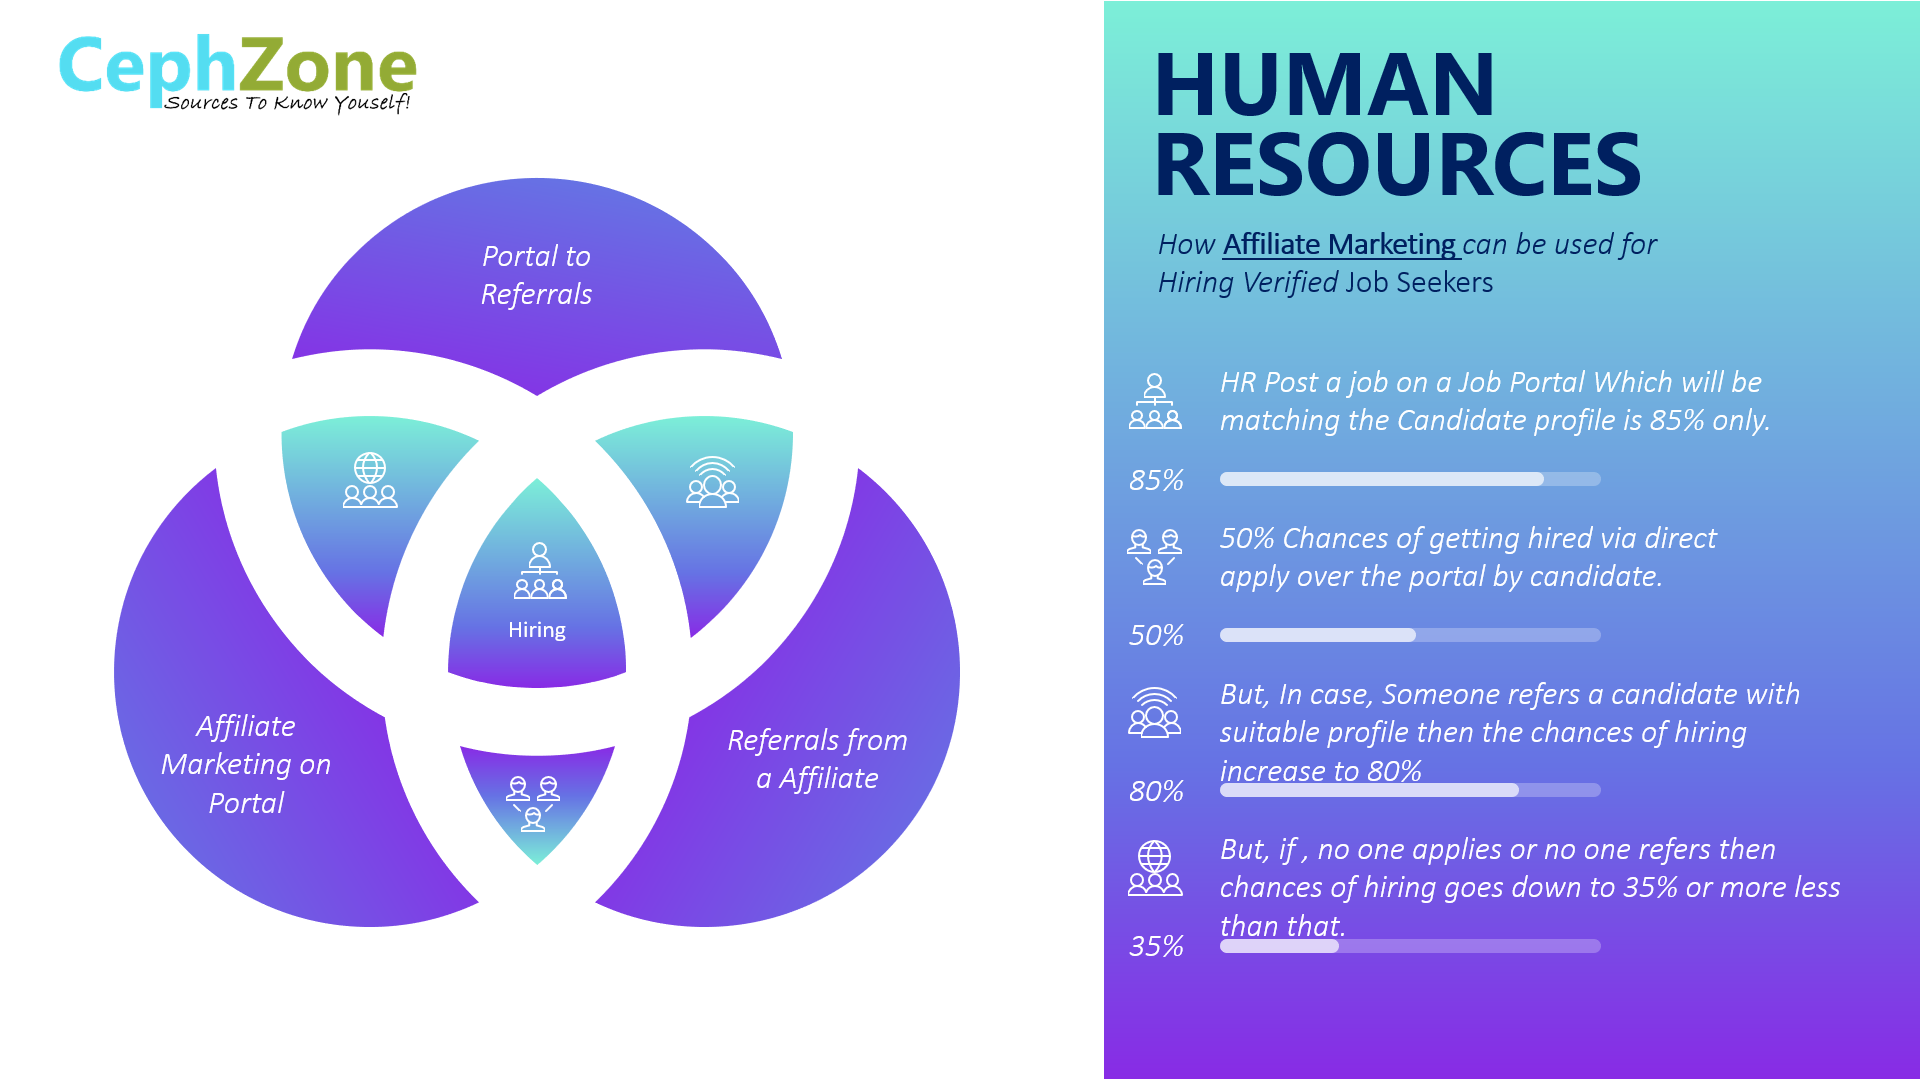 CephZone
Sources To Know Youself!
Portal to
Referrals
Hiring
Affiliate
Marketing on
Portal
Referrals from
a Affiliate
HUMAN
RESOURCES
How Affiliate Marketing can be used for
Hiring Verified Job Seekers
HR Post a job on a Job Portal Which will be
matching the Candidate profile is 85% only.
85%
50% Chances of getting hired via direct
apply over the portal by candidate.
50%
But, In case, Someone refers a candidate with
suitable profile then the chances of hiring
increase to 80%
80%
But, if , no one applies or no one refers then
chances of hiring goes down to 35% or more less
than that.
35%